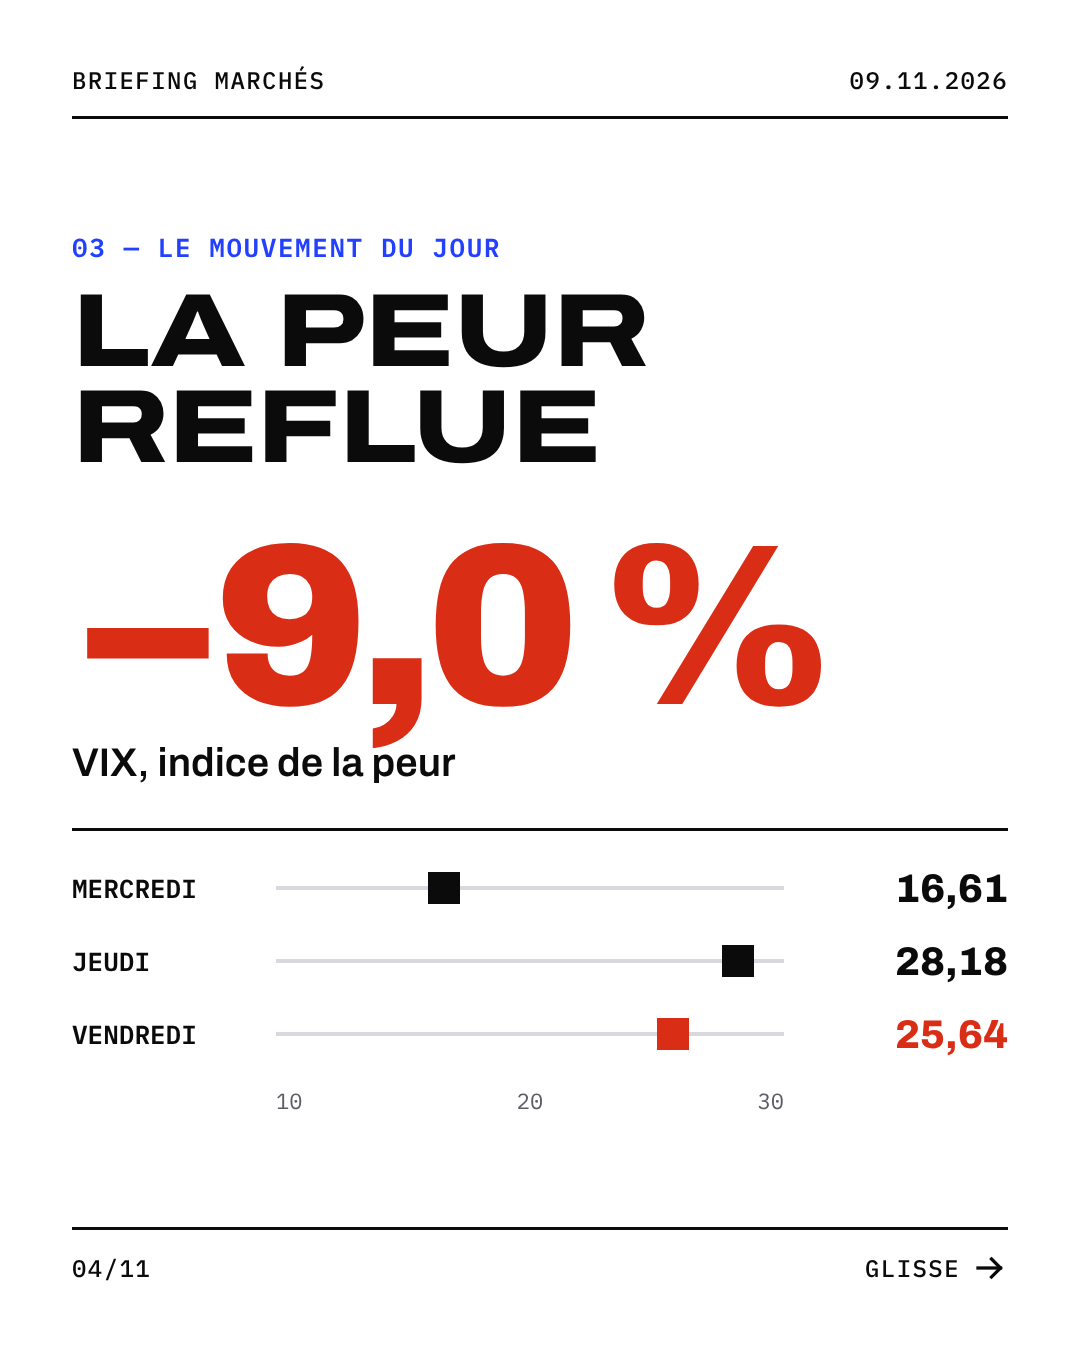 BRIEFING MARCHÉS
09.11.2026
03 — LE MOUVEMENT DU JOUR
LA PEUR
REFLUE
−9,0 %
VIX, indice de la peur
MERCREDI 16,61
JEUDI 28,18
VENDREDI 25,64
10 20 30
04/11
GLISSE →